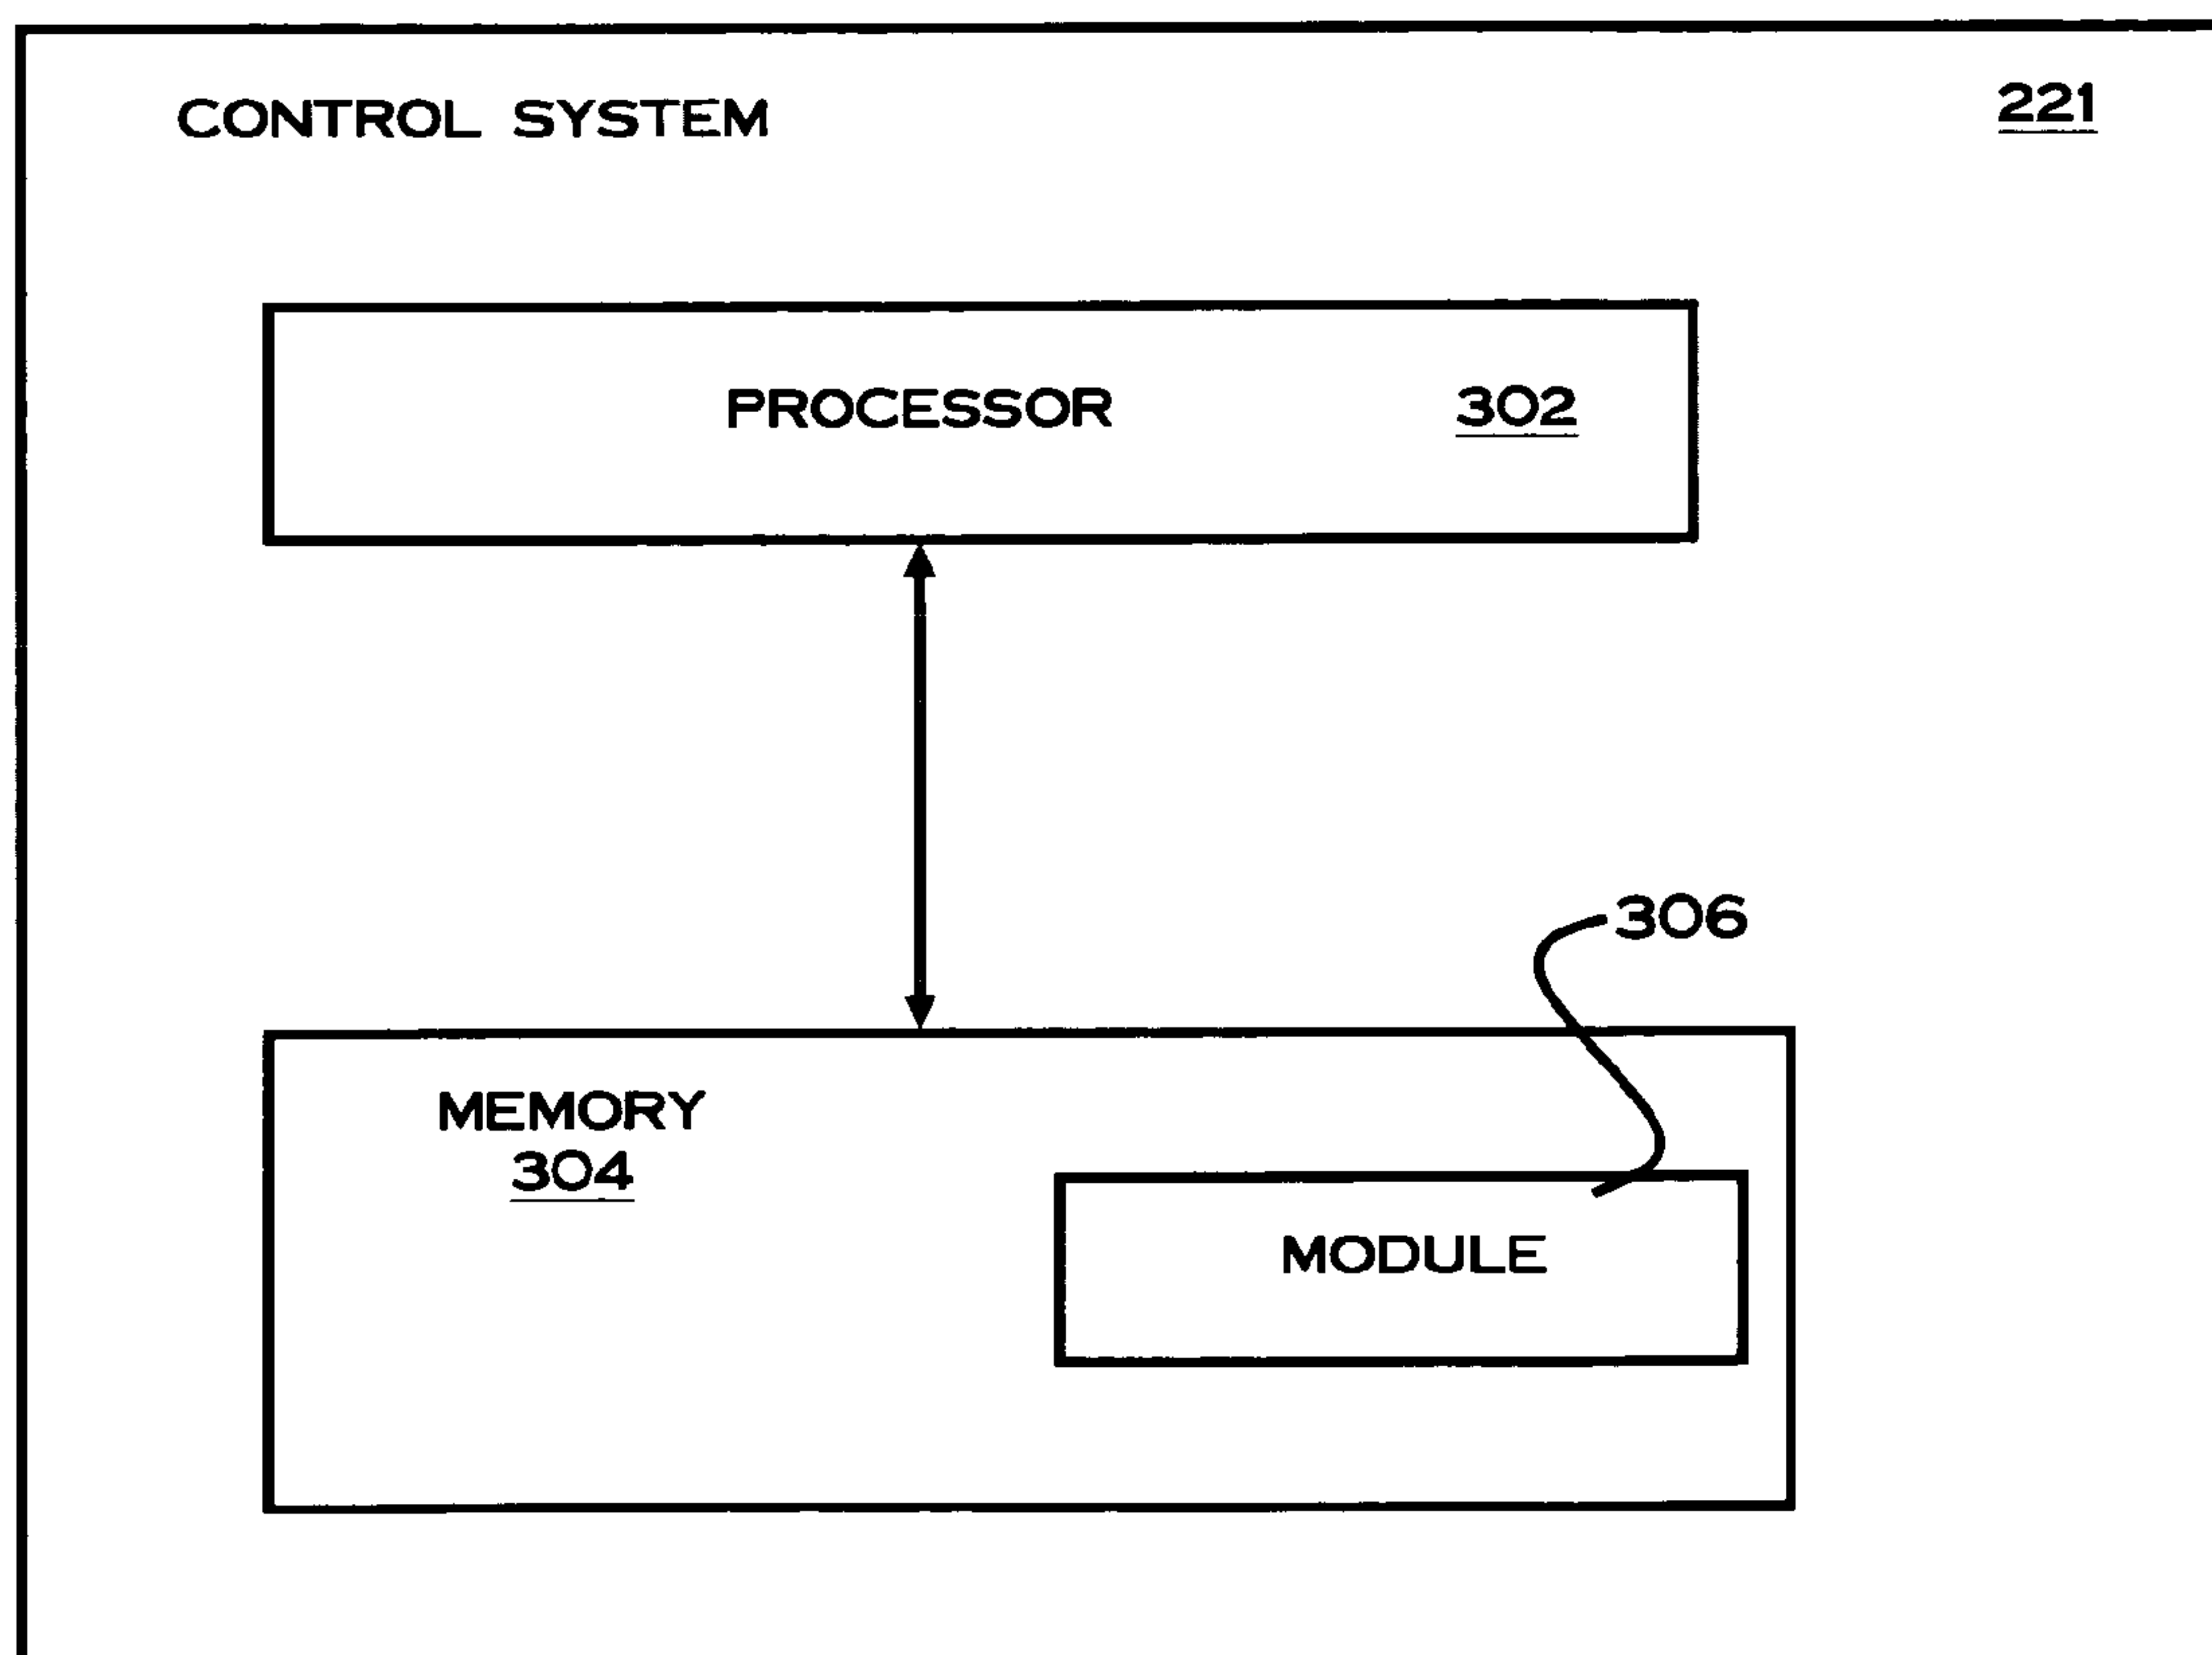 CONTROL SYSTEM 221
PROCESSOR 302
306
MEMORY
304
MODULE